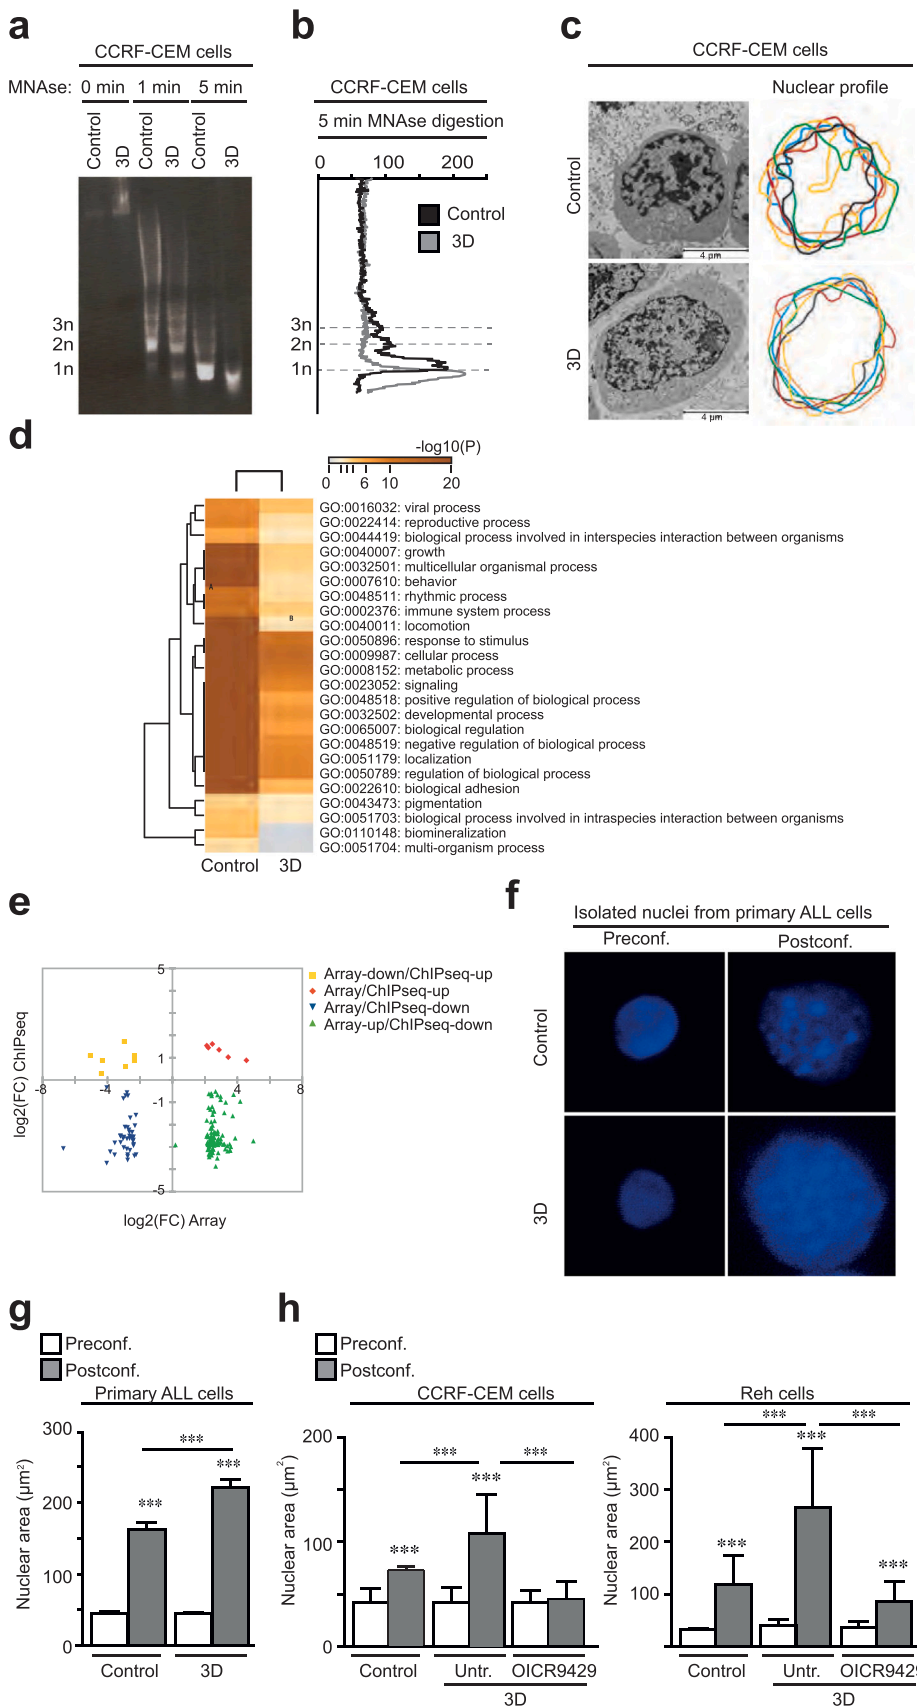 a
CCRF-CEM cells
MNAse: 0 min 1 min 5 min
Control 3D Control 3D Control 3D
3n
2n
1n
b
CCRF-CEM cells
5 min MNAse digestion
0 100 200
Control
3D
3n
2n
1n
c
CCRF-CEM cells
Nuclear profile
Control
4 µm
3D
4 µm
d
-log10(P)
0 6 10 20
GO:0016032: viral process
GO:0022414: reproductive process
GO:0044419: biological process involved in interspecies interaction between organisms
GO:0040007: growth
GO:0032501: multicellular organismal process
GO:0007610: behavior
A
GO:0048511: rhythmic process
GO:0002376: immune system process
B
GO:0040011: locomotion
GO:0050896: response to stimulus
GO:0009987: cellular process
GO:0008152: metabolic process
GO:0023052: signaling
GO:0048518: positive regulation of biological process
GO:0032502: developmental process
GO:0065007: biological regulation
GO:0048519: negative regulation of biological process
GO:0051179: localization
GO:0050789: regulation of biological process
GO:0022610: biological adhesion
GO:0043473: pigmentation
GO:0051703: biological process involved in intraspecies interaction between organisms
GO:0110148: biomineralization
GO:0051704: multi-organism process
Control 3D
e
5
1
-8 -4 0 4 8
-1
-5
log2(FC) ChIPseq
log2(FC) Array
Array-down/ChIPseq-up
Array/ChIPseq-up
Array/ChIPseq-down
Array-up/ChIPseq-down
f
Isolated nuclei from primary ALL cells
Preconf. Postconf.
Control
3D
g
Preconf.
Postconf.
Primary ALL cells
Nuclear area (µm²)
300
200
100
0
***
***
***
Control 3D
h
Preconf.
Postconf.
CCRF-CEM cells
Nuclear area (µm²)
200
100
0
*** ***
***
***
Control Untr. OICR9429
3D
Reh cells
Nuclear area (µm²)
400
300
200
100
0
*** ***
***
***
***
Control Untr. OICR9429
3D